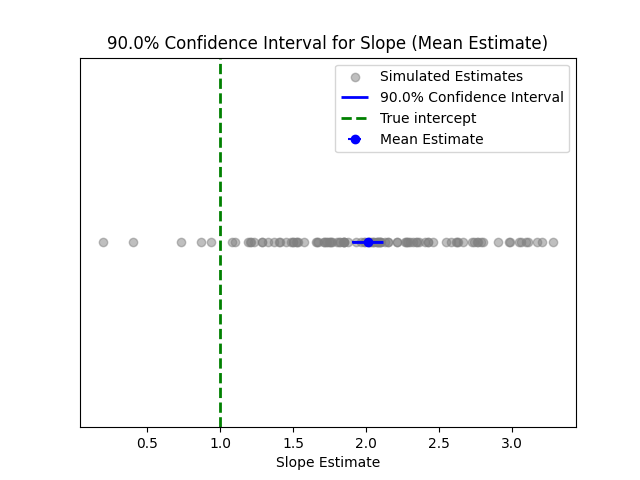 90.0% Confidence Interval for Slope (Mean Estimate)
Simulated Estimates
90.0% Confidence Interval
True intercept
Mean Estimate
0.5 1.0 1.5 2.0 2.5 3.0
Slope Estimate